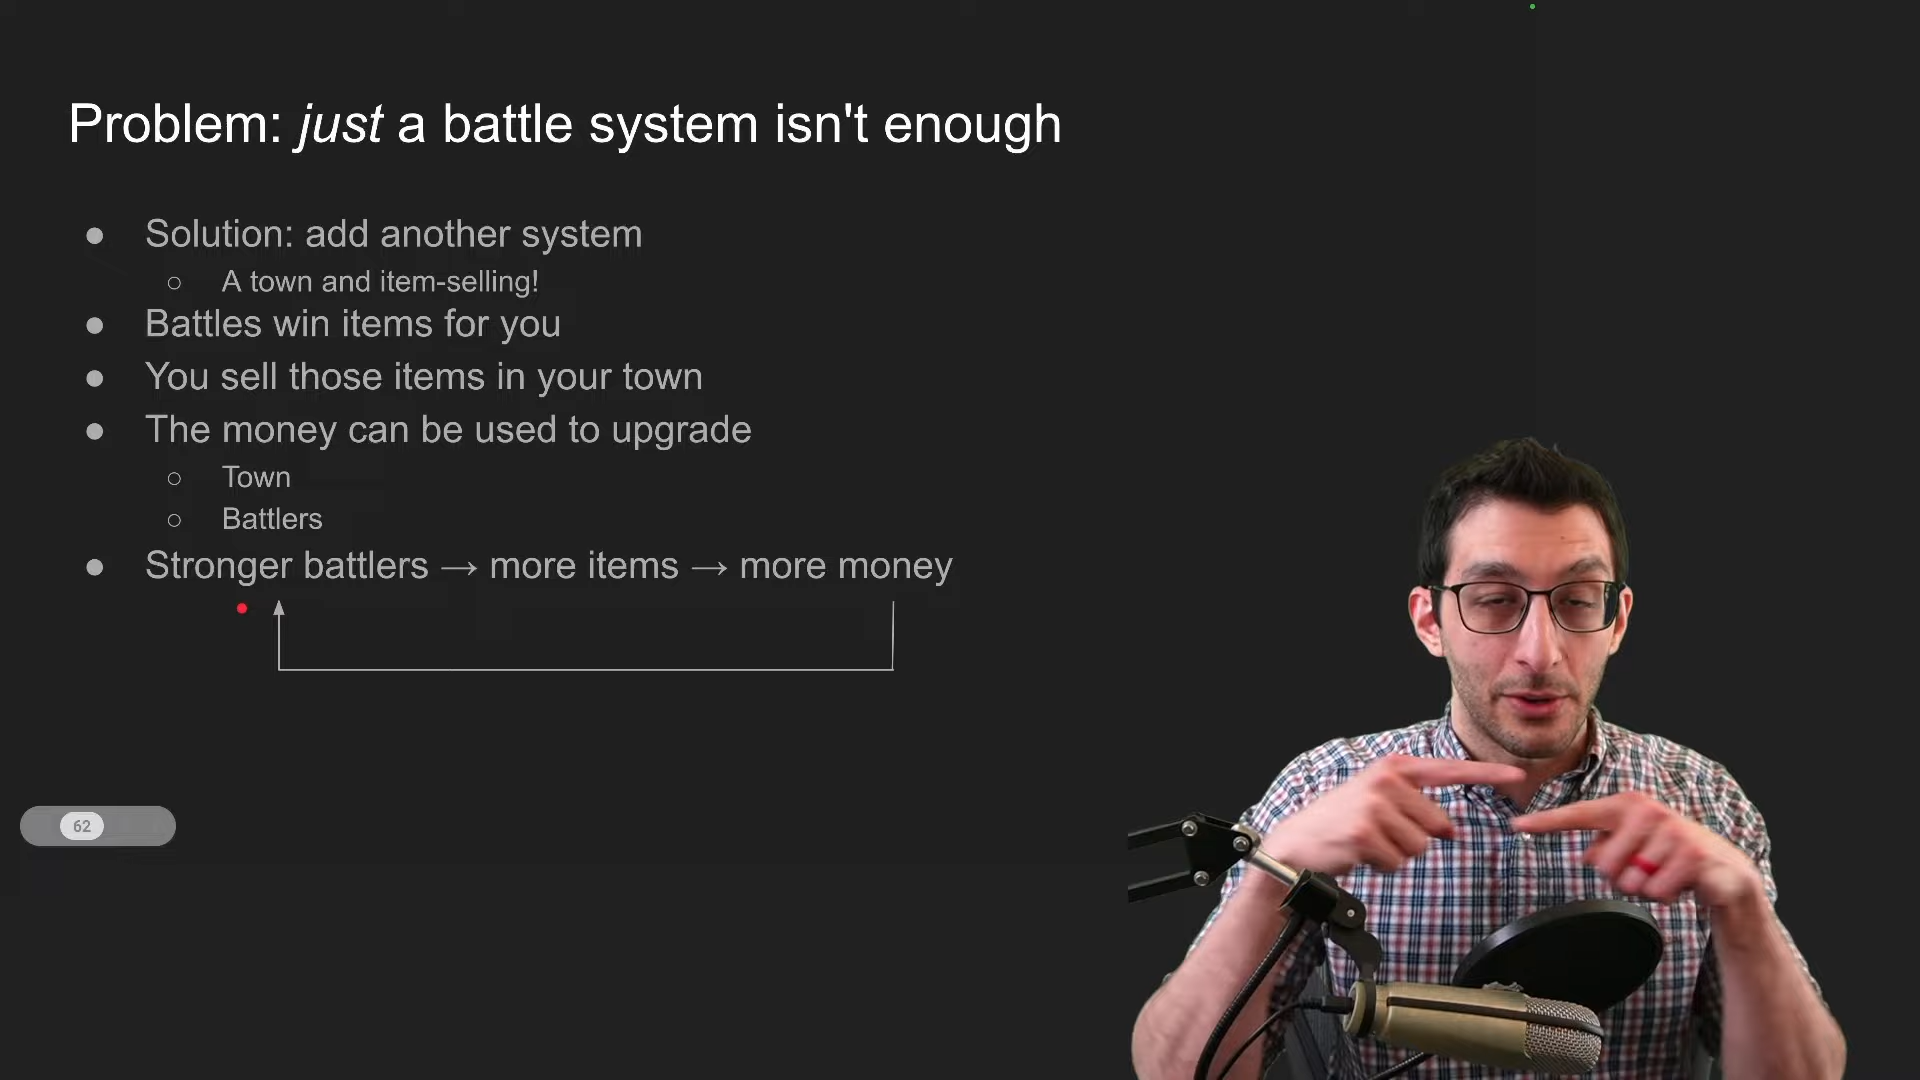 Problem: just a battle system isn't enough
● Solution: add another system
○ A town and item-selling!
● Battles win items for you
● You sell those items in your town
● The money can be used to upgrade
○ Town
○ Battlers
● Stronger battlers → more items → more money
62